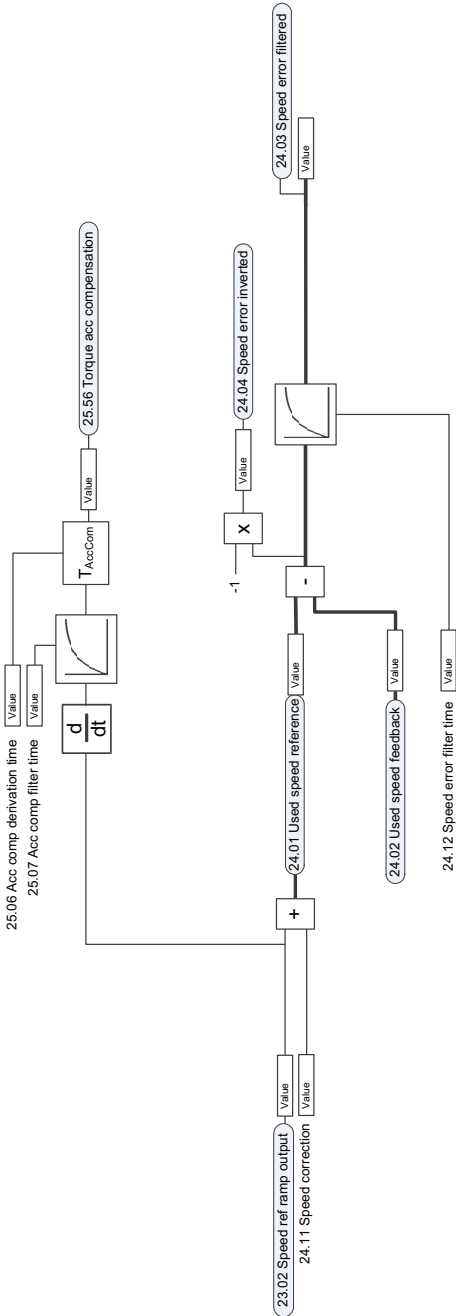 25.06 Acc comp derivation time
Value
25.07 Acc comp filter time
Value
d
dt
TAccCom
Value
25.56 Torque acc compensation
23.02 Speed ref ramp output
Value
24.11 Speed correction
Value
+
24.01 Used speed reference
Value
24.02 Used speed feedback
Value
-
-1
x
Value
24.04 Speed error inverted
24.12 Speed error filter time
Value
24.03 Speed error filtered
Value